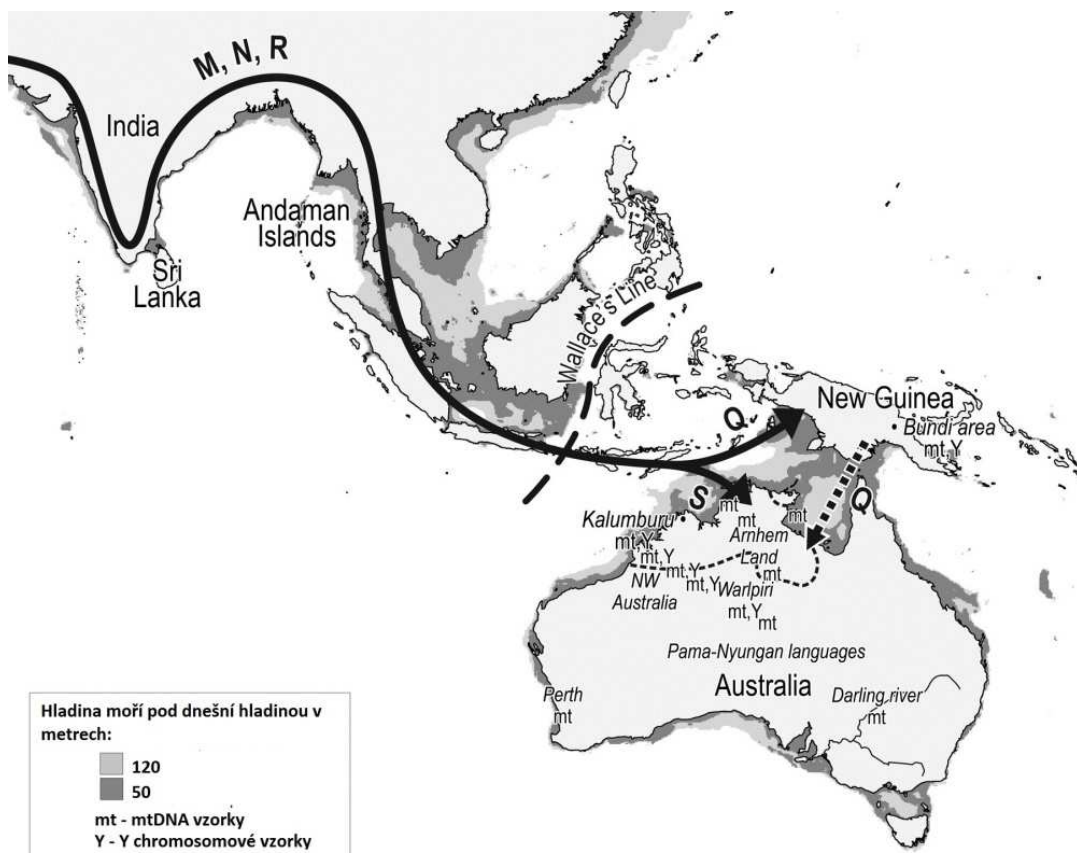 M, N, R
India
Andaman
Islands
Sri
Lanka
Wallace's Line
New Guinea
Q
Bundi area
mt,Y
S
Q
Kalumburu
mt
mt
mt
mt,Y
mt,Y
Arnhem
Land
mt,Y
mt
mt,Y
NW
Australia
Warlpiri
mt,Y
mt
Pama-Nyungan languages
Australia
Perth
mt
Darling river
mt
Hladina moří pod dnešní hladinou v
metrech:
120
50
mt - mtDNA vzorky
Y - Y chromosomové vzorky